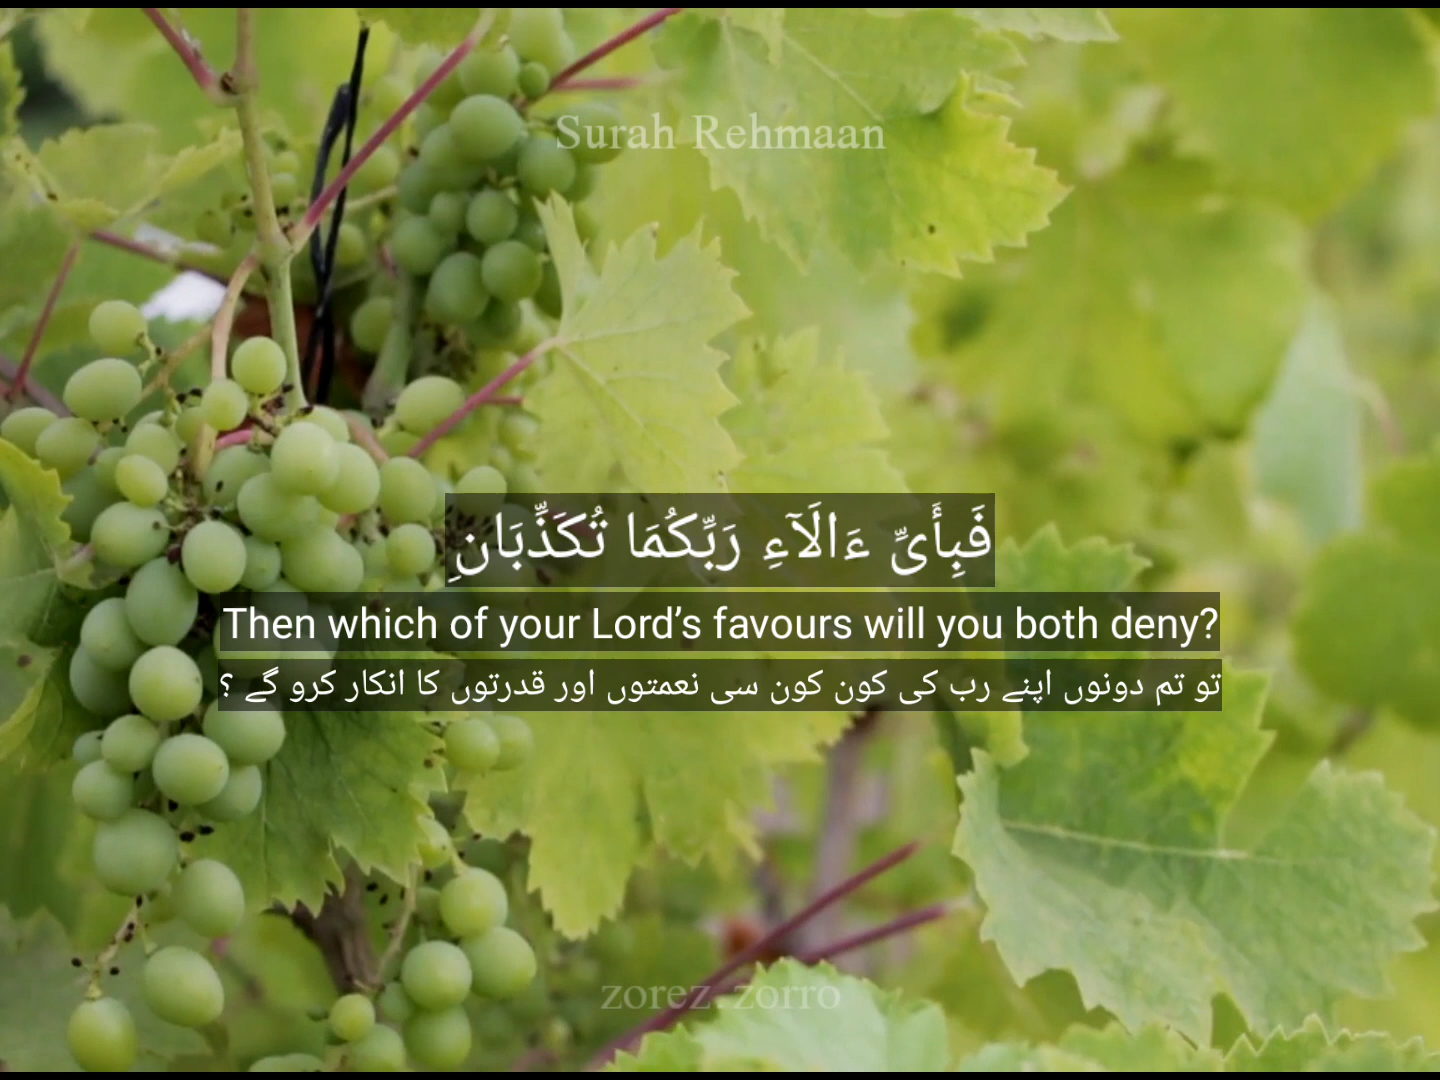 Surah Rehmaan
فَبِأَىِّ ءَالَآءِ رَبِّكُمَا تُكَذِّبَانِ
Then which of your Lord’s favours will you both deny?
تو تم دونوں اپنے رب کی کون کون سی نعمتوں اور قدرتوں کا انکار کرو گے ؟
zorez.zorro